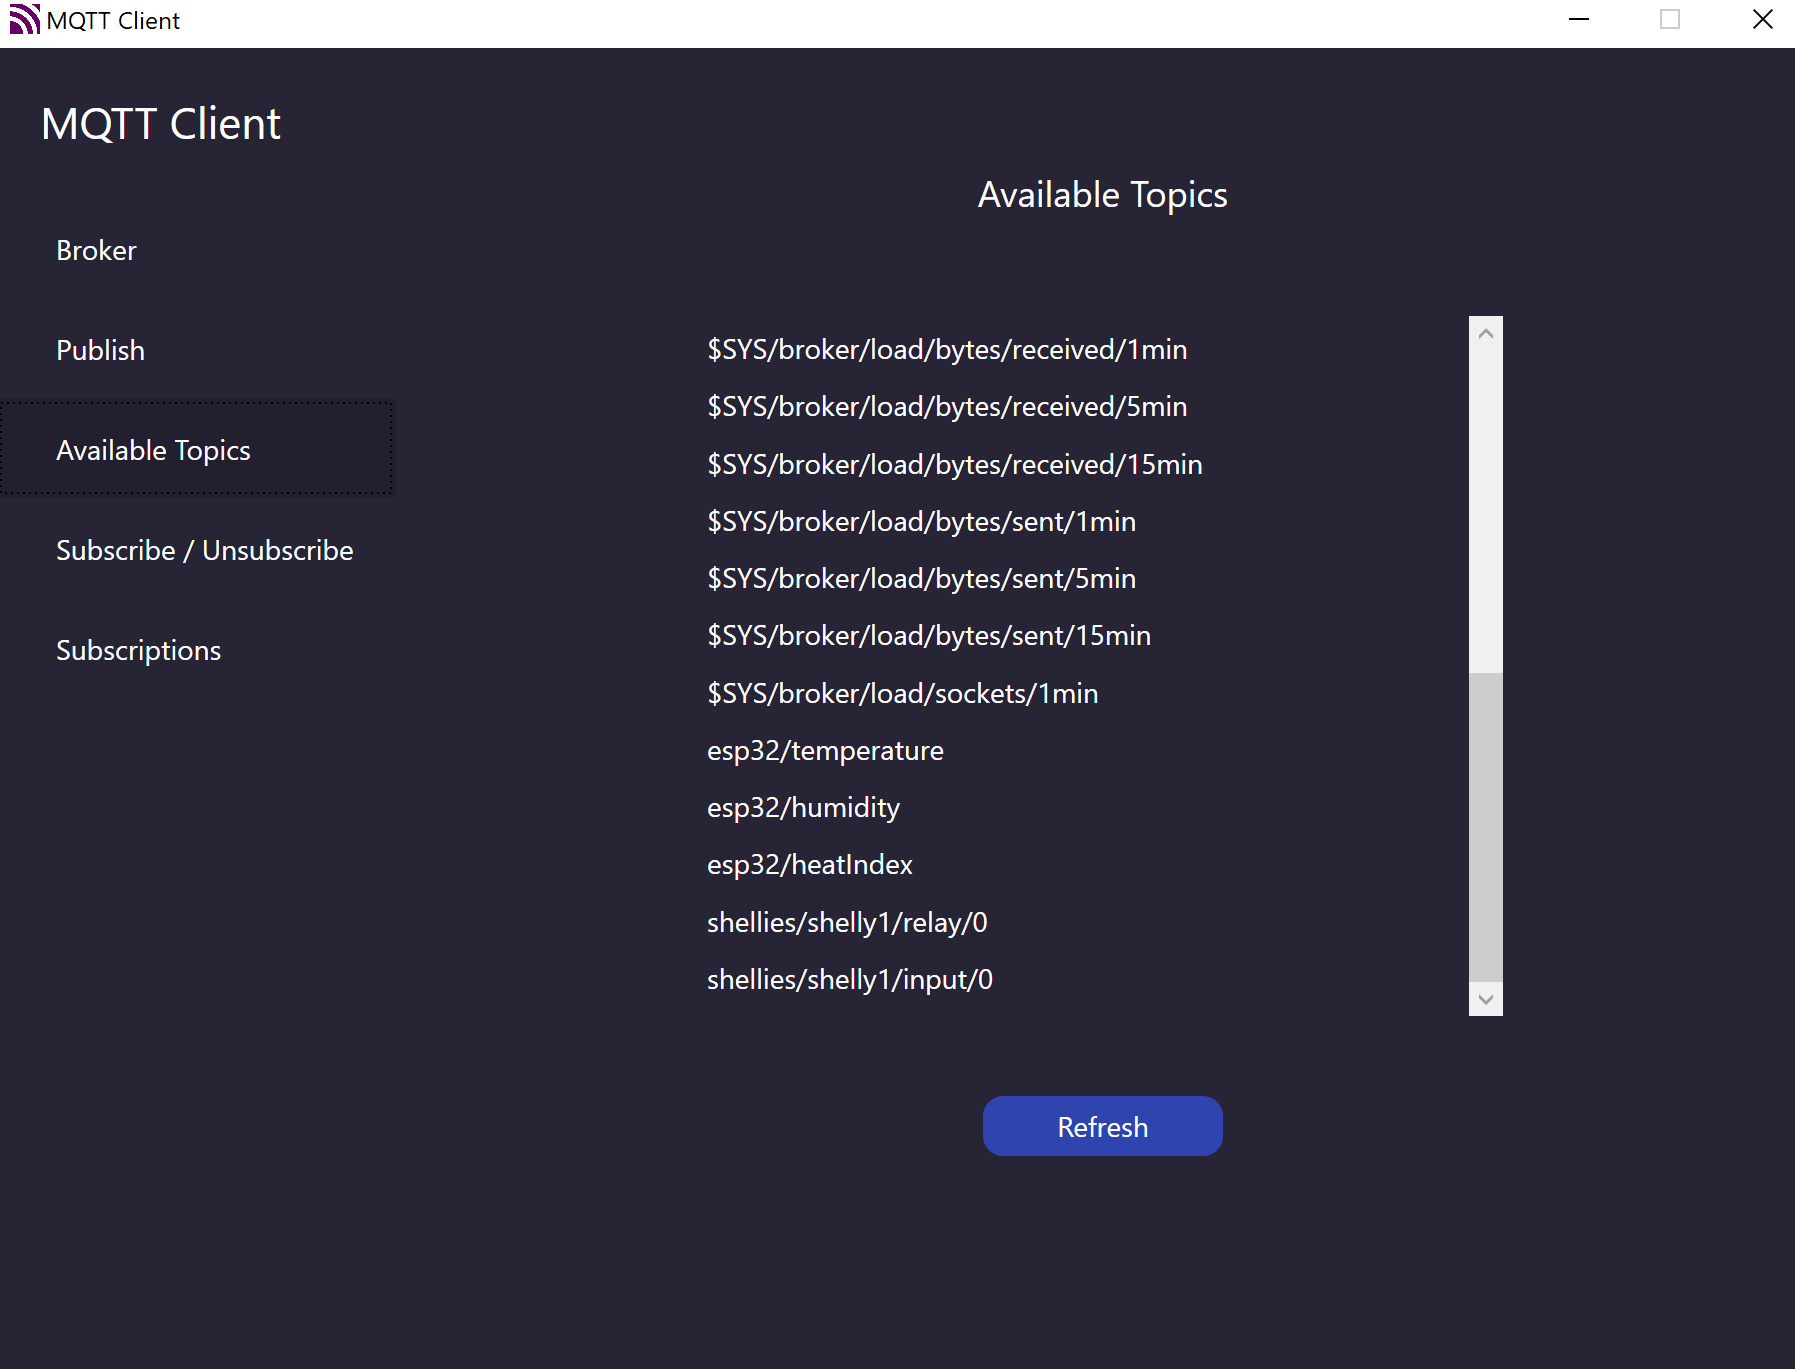 MQTT Client
MQTT Client
Broker
Publish
Available Topics
Subscribe / Unsubscribe
Subscriptions
Available Topics
$SYS/broker/load/bytes/received/1min
$SYS/broker/load/bytes/received/5min
$SYS/broker/load/bytes/received/15min
$SYS/broker/load/bytes/sent/1min
$SYS/broker/load/bytes/sent/5min
$SYS/broker/load/bytes/sent/15min
$SYS/broker/load/sockets/1min
esp32/temperature
esp32/humidity
esp32/heatIndex
shellies/shelly1/relay/0
shellies/shelly1/input/0
Refresh